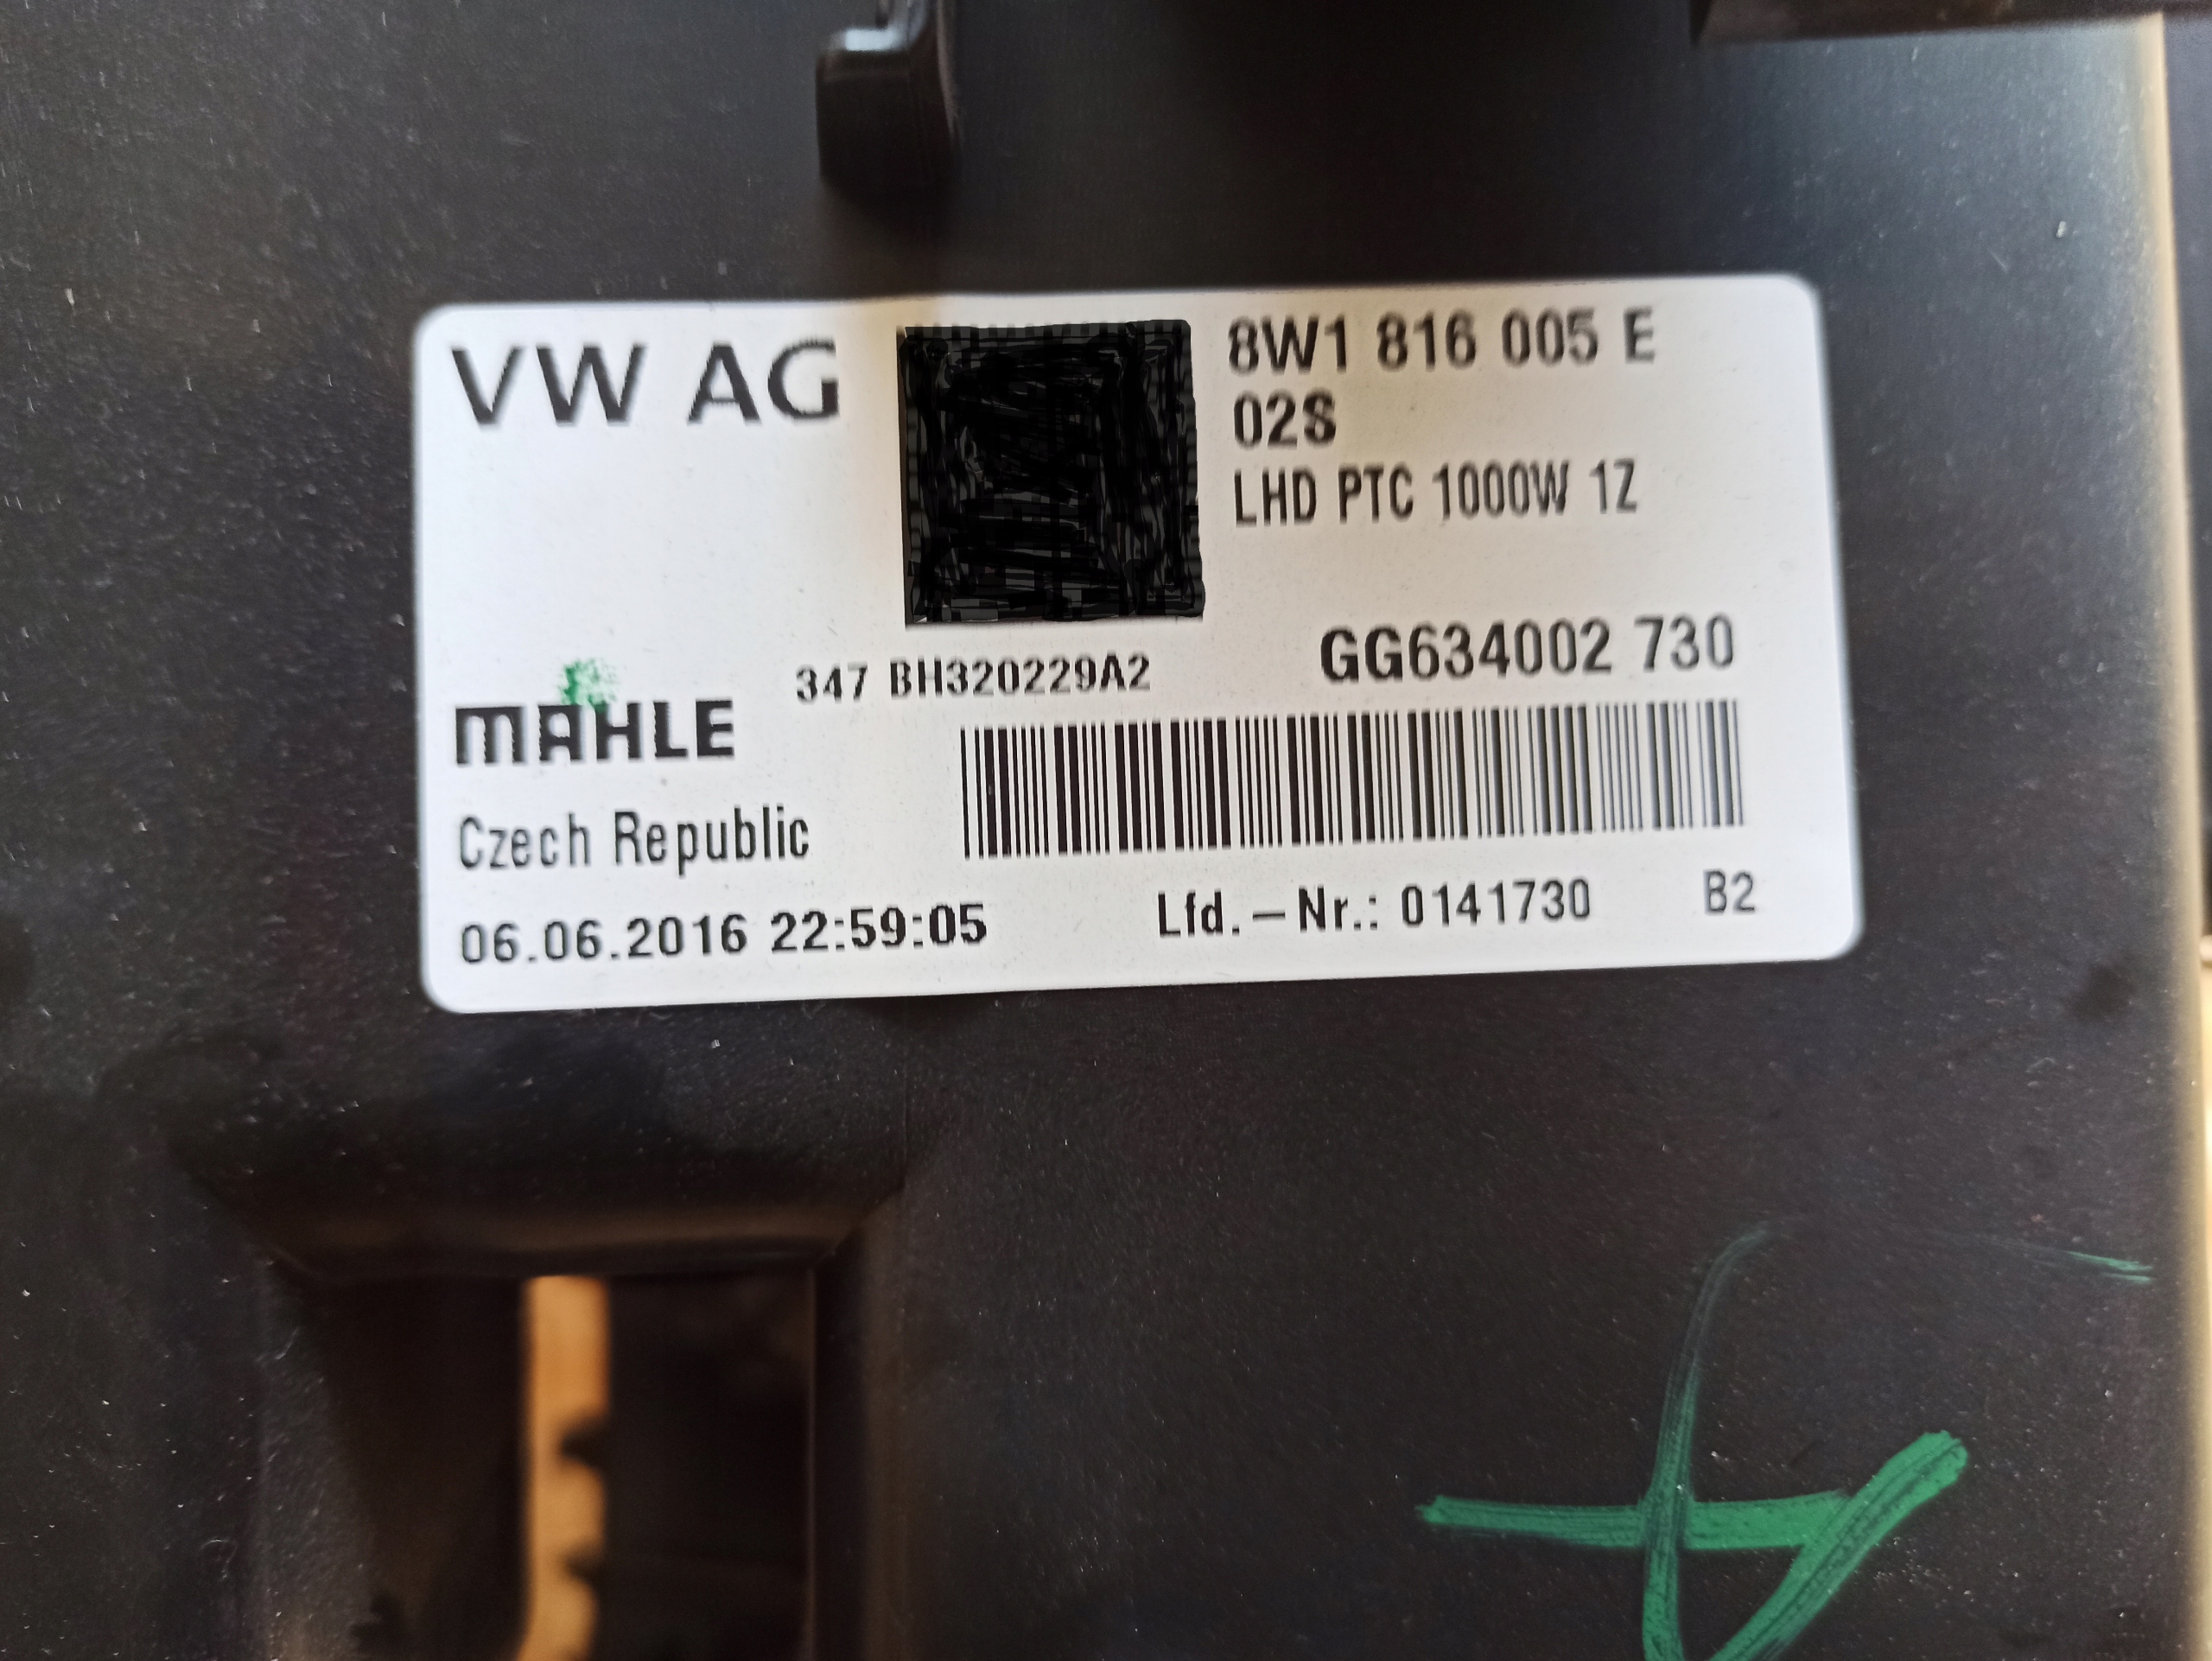 VW AG
8W1 816 005 E
02S
LHD PTC 1000W 1Z
GG634002 730
347 BH320229A2
MAHLE
Czech Republic
06.06.2016 22:59:05
Lfd.-Nr.: 0141730 B2